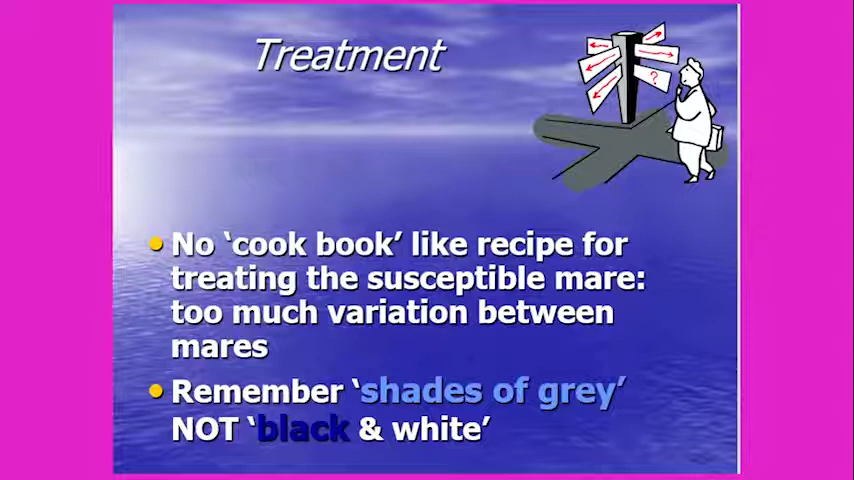 Treatment
?
No ‘cook book’ like recipe for
treating the susceptible mare:
too much variation between
mares
Remember ‘shades of grey’
NOT ‘black & white’